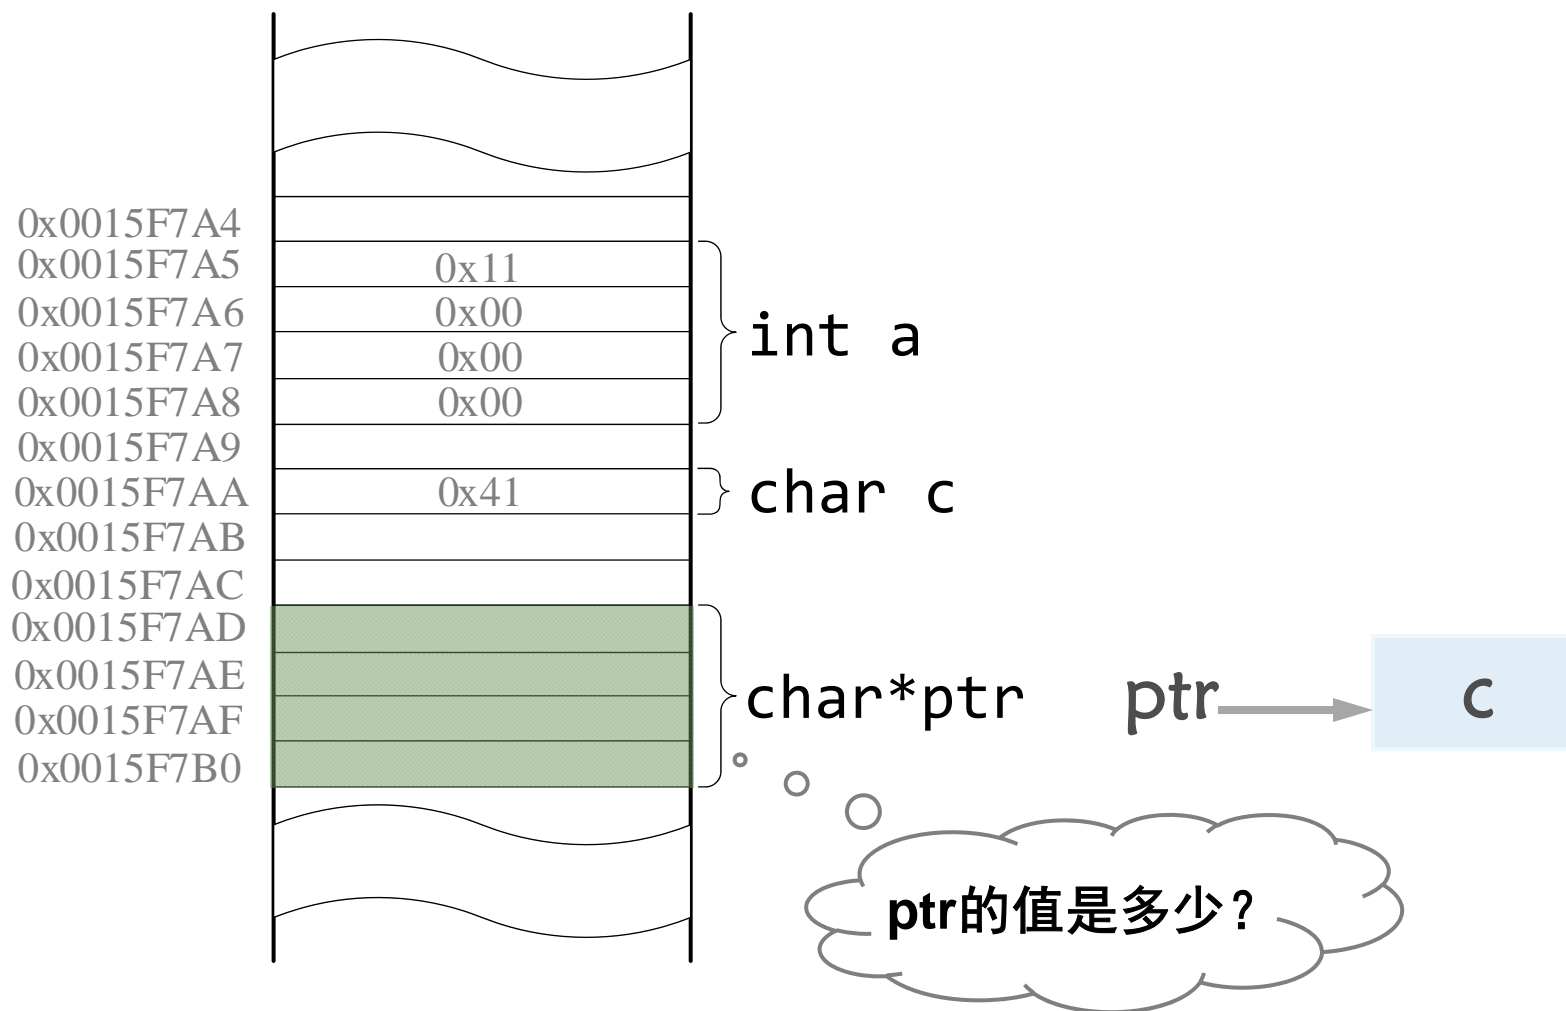 0x0015F7A4
0x0015F7A5 0x11
0x0015F7A6 0x00
0x0015F7A7 0x00
0x0015F7A8 0x00
int a
0x0015F7A9
0x0015F7AA 0x41
char c
0x0015F7AB
0x0015F7AC
0x0015F7AD
0x0015F7AE
0x0015F7AF
0x0015F7B0
char*ptr
ptr
c
ptr的值是多少？